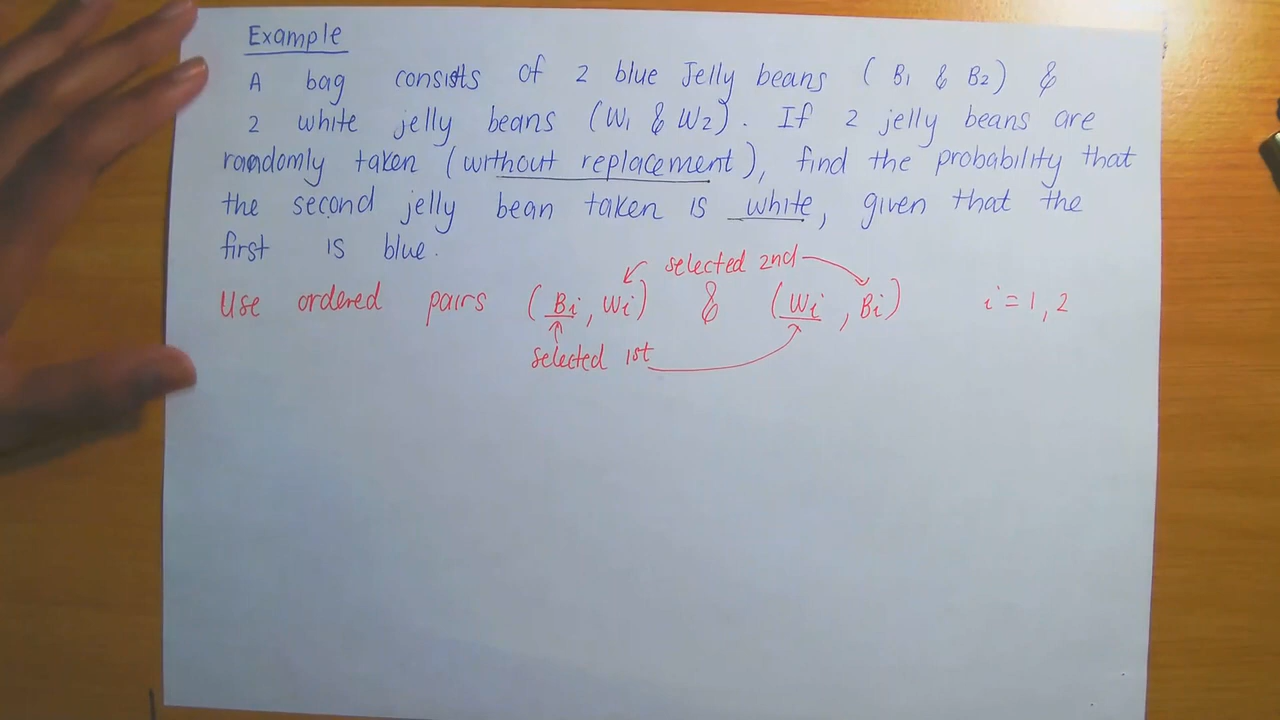 Example
A bag consists of 2 blue Jelly beans ( B1 & B2 ) &
2 white jelly beans (W1 & W2). If 2 jelly beans are
randomly taken (without replacement), find the probability that
the second jelly bean taken is white, given that the
first is blue.
selected 2nd
Use ordered pairs (Bi, Wi) & (Wi, Bi) i = 1, 2
selected 1st